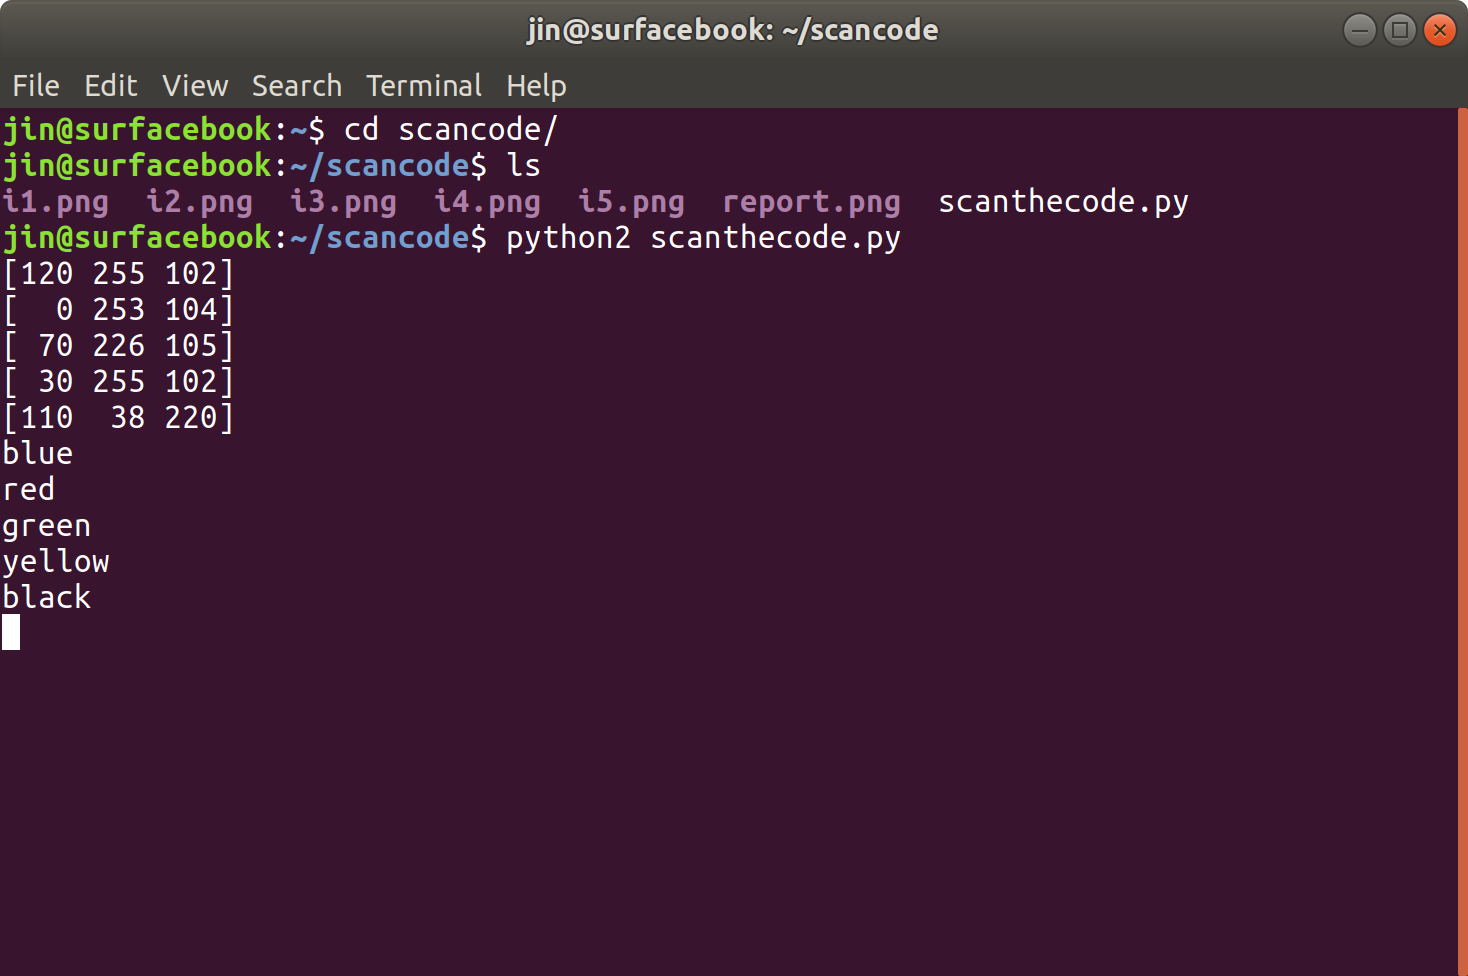 jin@surfacebook: ~/scancode
File Edit View Search Terminal Help
jin@surfacebook:~$ cd scancode/
jin@surfacebook:~/scancode$ ls
i1.png  i2.png  i3.png  i4.png  i5.png  report.png  scanthecode.py
jin@surfacebook:~/scancode$ python2 scanthecode.py
[120 255 102]
[  0 253 104]
[ 70 226 105]
[ 30 255 102]
[110  38 220]
blue
red
green
yellow
black